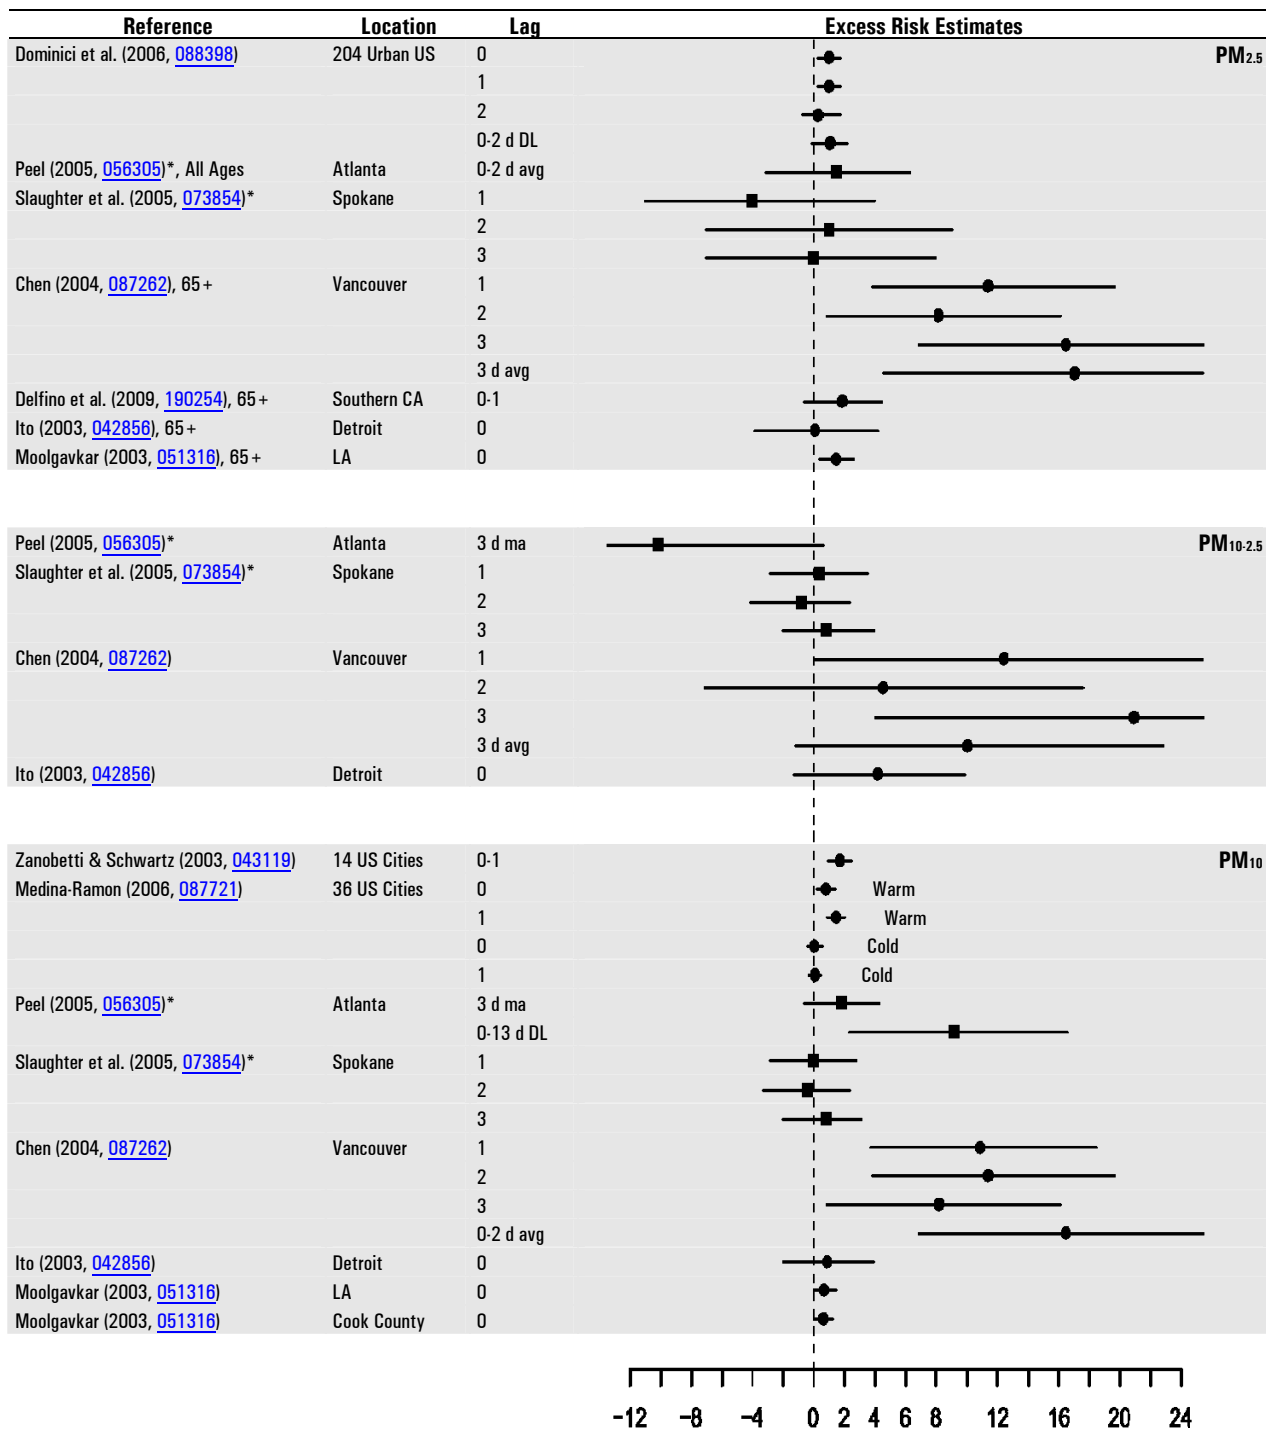 Reference Location Lag Excess Risk Estimates
Dominici et al. (2006, 088398) 204 Urban US 0 PM2.5
1
2
0-2 d DL
Peel (2005, 056305)*, All Ages Atlanta 0-2 d avg
Slaughter et al. (2005, 073854)* Spokane 1
2
3
Chen (2004, 087262), 65+ Vancouver 1
2
3
3 d avg
Delfino et al. (2009, 190254), 65+ Southern CA 0-1
Ito (2003, 042856), 65+ Detroit 0
Moolgavkar (2003, 051316), 65+ LA 0
Peel (2005, 056305)* Atlanta 3 d ma PM10-2.5
Slaughter et al. (2005, 073854)* Spokane 1
2
3
Chen (2004, 087262) Vancouver 1
2
3
3 d avg
Ito (2003, 042856) Detroit 0
Zanobetti & Schwartz (2003, 043119) 14 US Cities 0-1 PM10
Medina-Ramon (2006, 087721) 36 US Cities 0 Warm
1 Warm
0 Cold
1 Cold
Peel (2005, 056305)* Atlanta 3 d ma
0-13 d DL
Slaughter et al. (2005, 073854)* Spokane 1
2
3
Chen (2004, 087262) Vancouver 1
2
3
0-2 d avg
Ito (2003, 042856) Detroit 0
Moolgavkar (2003, 051316) LA 0
Moolgavkar (2003, 051316) Cook County 0
−12 −8 −4 0 2 4 6 8 12 16 20 24